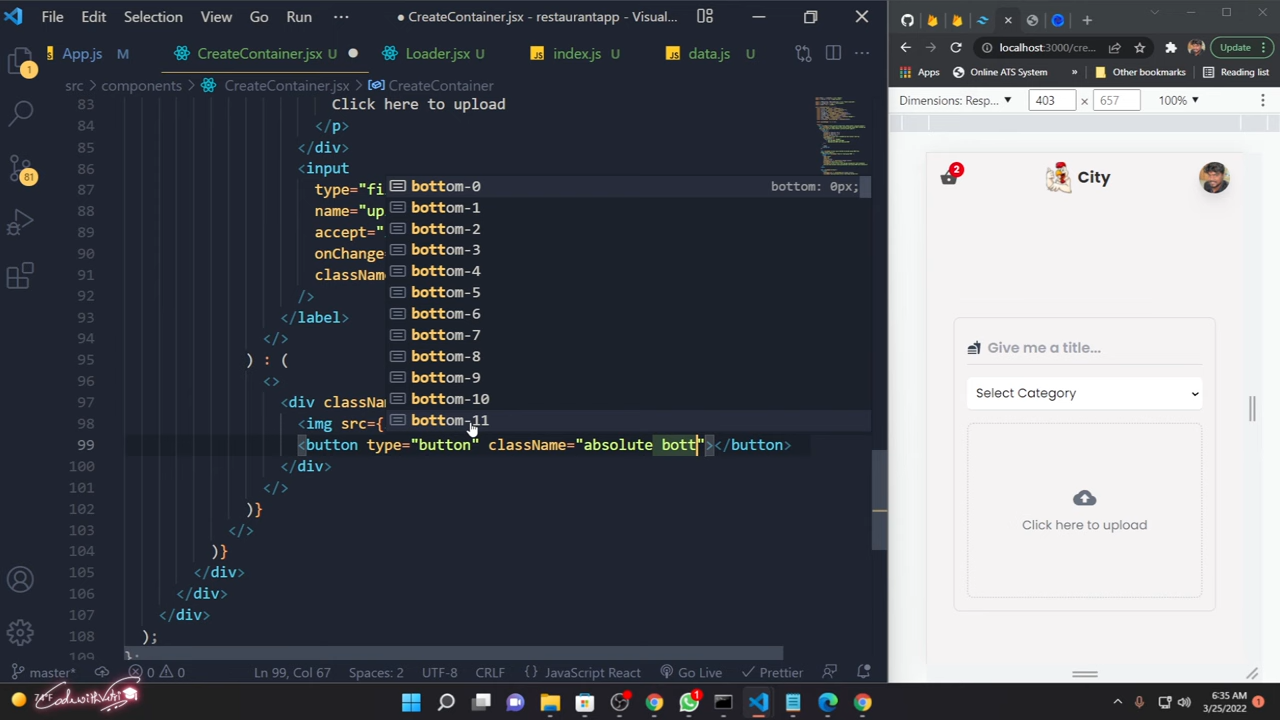 File Edit Selection View Go Run ··· ● CreateContainer.jsx - restaurantapp - Visual...
App.js M CreateContainer.jsx U ● Loader.jsx U index.js U data.js U
src > components > CreateContainer.jsx > CreateContainer
83 Click here to upload
84 </p>
85 </div>
86 <input
87 type="fi
88 name="up
89 accept="
90 onChange
91 classNam
92 />
93 </label>
94 </>
95 ) : (
96 <>
97 <div classNa
98 <img src={
99 <button type="button" className="absolute bott"></button>
100 </div>
101 </>
102 )}
103 </>
104 )}
105 </div>
106 </div>
107 </div>
108 );
109 };
bottom-0 bottom: 0px;
bottom-1
bottom-2
bottom-3
bottom-4
bottom-5
bottom-6
bottom-7
bottom-8
bottom-9
bottom-10
bottom-11
1
81
master* 0 0 Ln 99, Col 67 Spaces: 2 UTF-8 CRLF {} JavaScript React Go Live Prettier
localhost:3000/cre... Update
Apps Online ATS System » Other bookmarks Reading list
Dimensions: Resp... 403 × 657 100%
2 City
Give me a title...
Select Category
Click here to upload
74°F
CodewithVetri
1
6:35 AM
3/25/2022